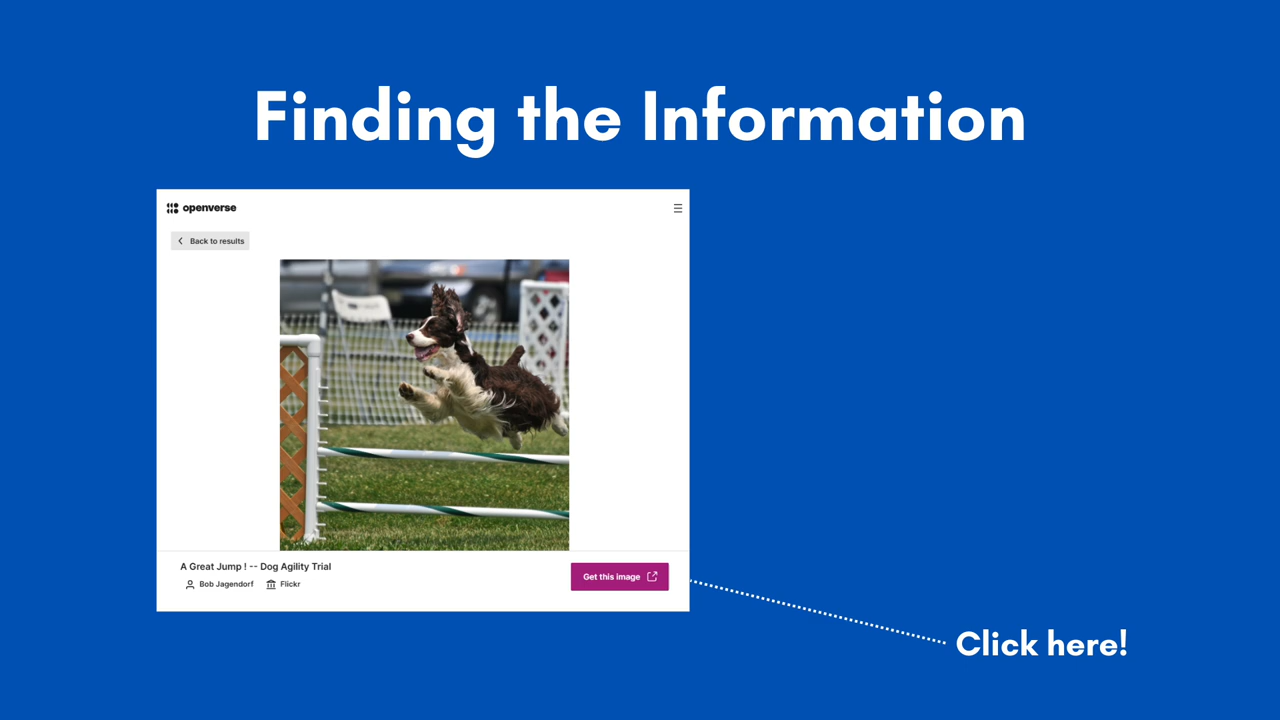 Finding the Information
openverse
Back to results
A Great Jump ! -- Dog Agility Trial
Bob Jagendorf Flickr
Get this image
Click here!